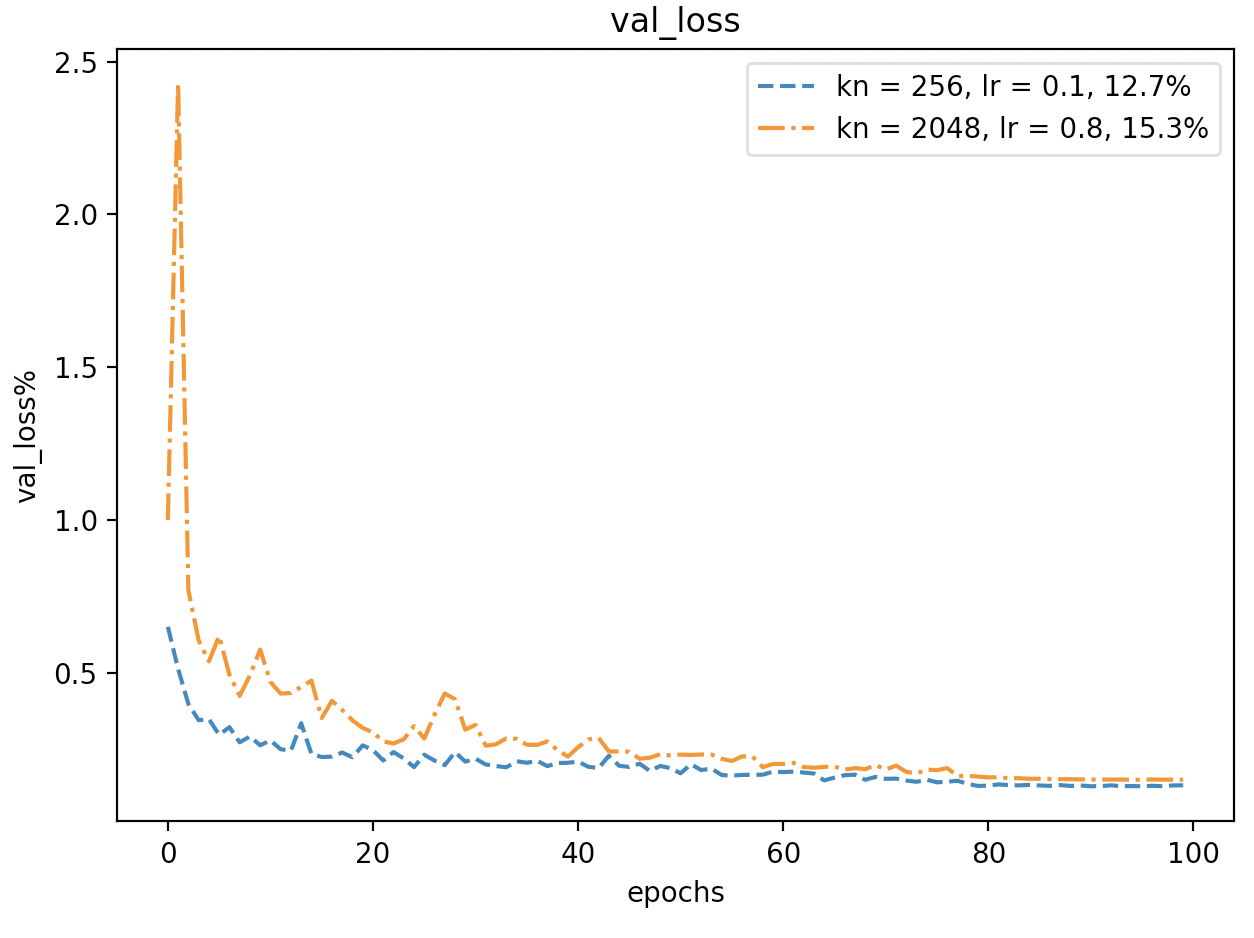 val_loss
kn = 256, lr = 0.1, 12.7%
kn = 2048, lr = 0.8, 15.3%
val_loss%
2.5
2.0
1.5
1.0
0.5
0 20 40 60 80 100
epochs